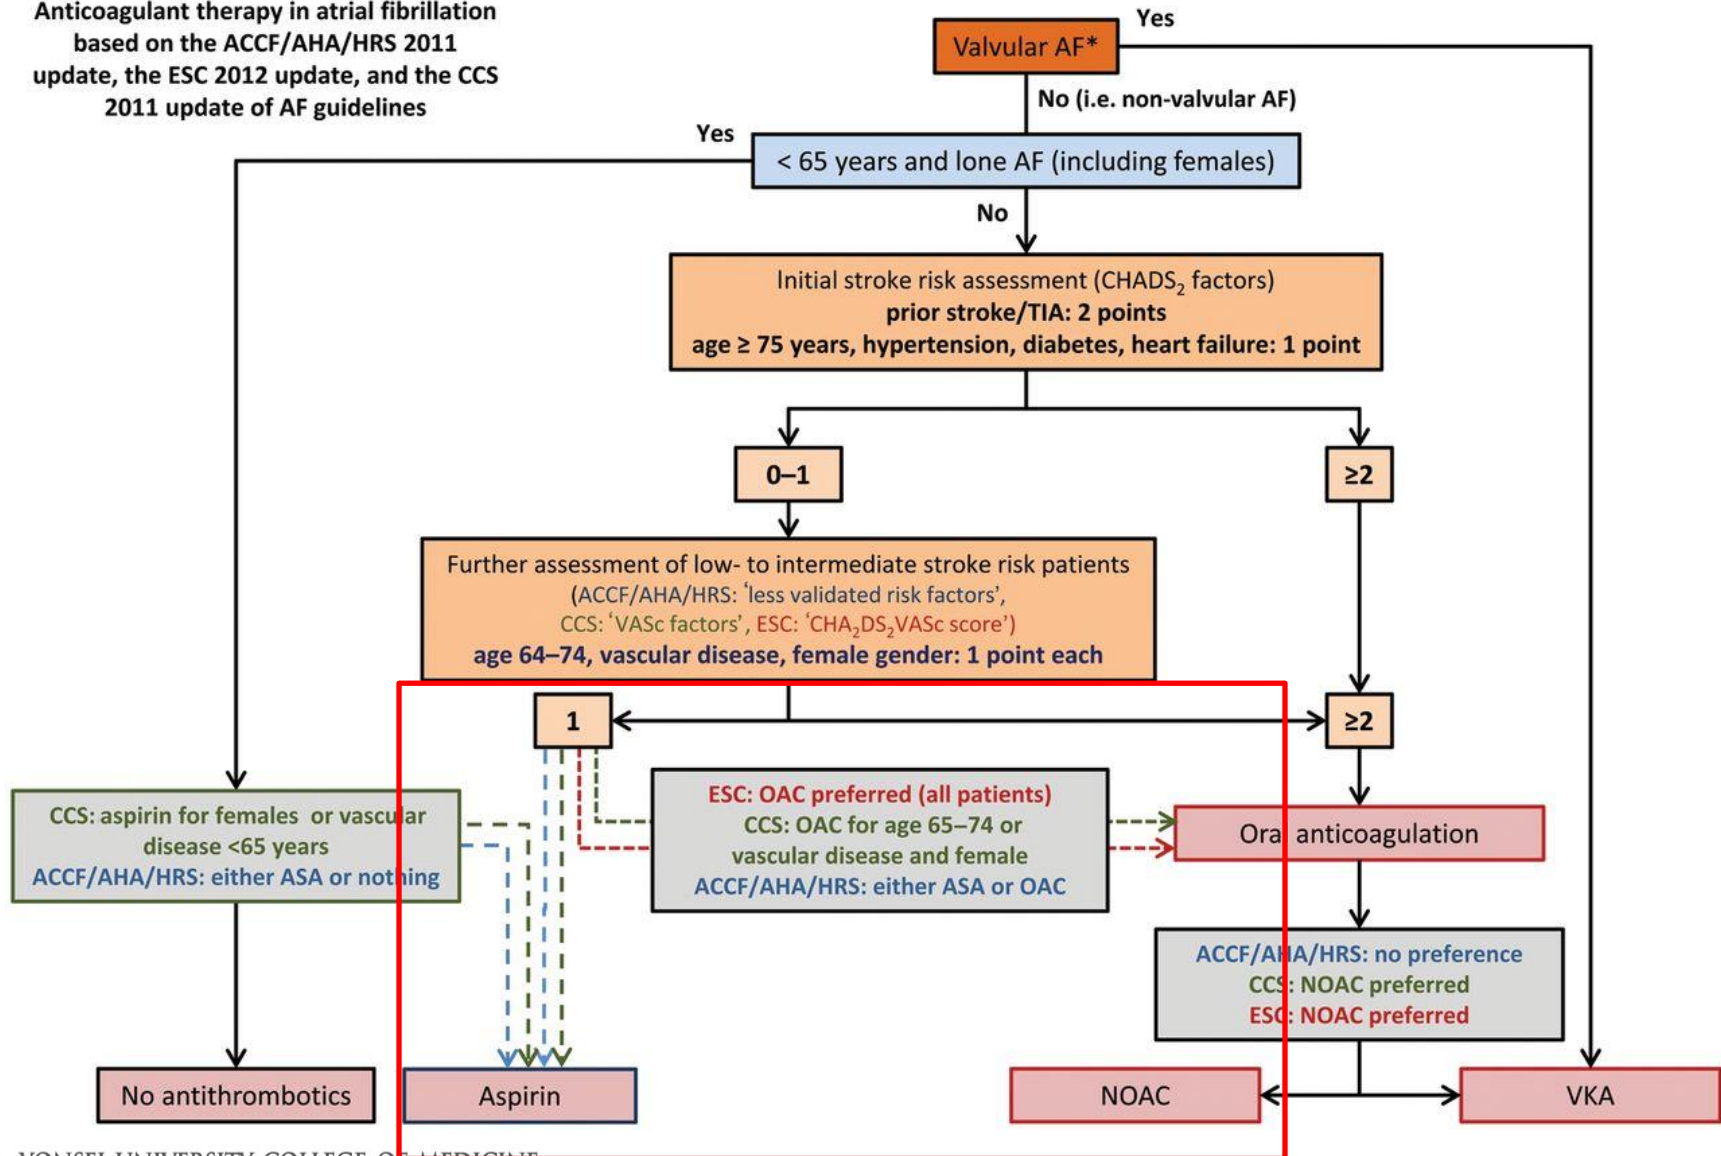 Anticoagulant therapy in atrial fibrillation
based on the ACCF/AHA/HRS 2011
update, the ESC 2012 update, and the CCS
2011 update of AF guidelines
Yes
Valvular AF*
No (i.e. non-valvular AF)
Yes
< 65 years and lone AF (including females)
No
Initial stroke risk assessment (CHADS₂ factors)
prior stroke/TIA: 2 points
age ≥ 75 years, hypertension, diabetes, heart failure: 1 point
0–1
≥2
Further assessment of low- to intermediate stroke risk patients
(ACCF/AHA/HRS: 'less validated risk factors',
CCS: 'VASc factors', ESC: 'CHA₂DS₂VASc score')
age 64–74, vascular disease, female gender: 1 point each
1
≥2
CCS: aspirin for females or vascular
disease <65 years
ACCF/AHA/HRS: either ASA or nothing
ESC: OAC preferred (all patients)
CCS: OAC for age 65–74 or
vascular disease and female
ACCF/AHA/HRS: either ASA or OAC
Oral anticoagulation
ACCF/AHA/HRS: no preference
CCS: NOAC preferred
ESC: NOAC preferred
No antithrombotics
Aspirin
NOAC
VKA
YONSEI UNIVERSITY COLLEGE OF MEDICINE